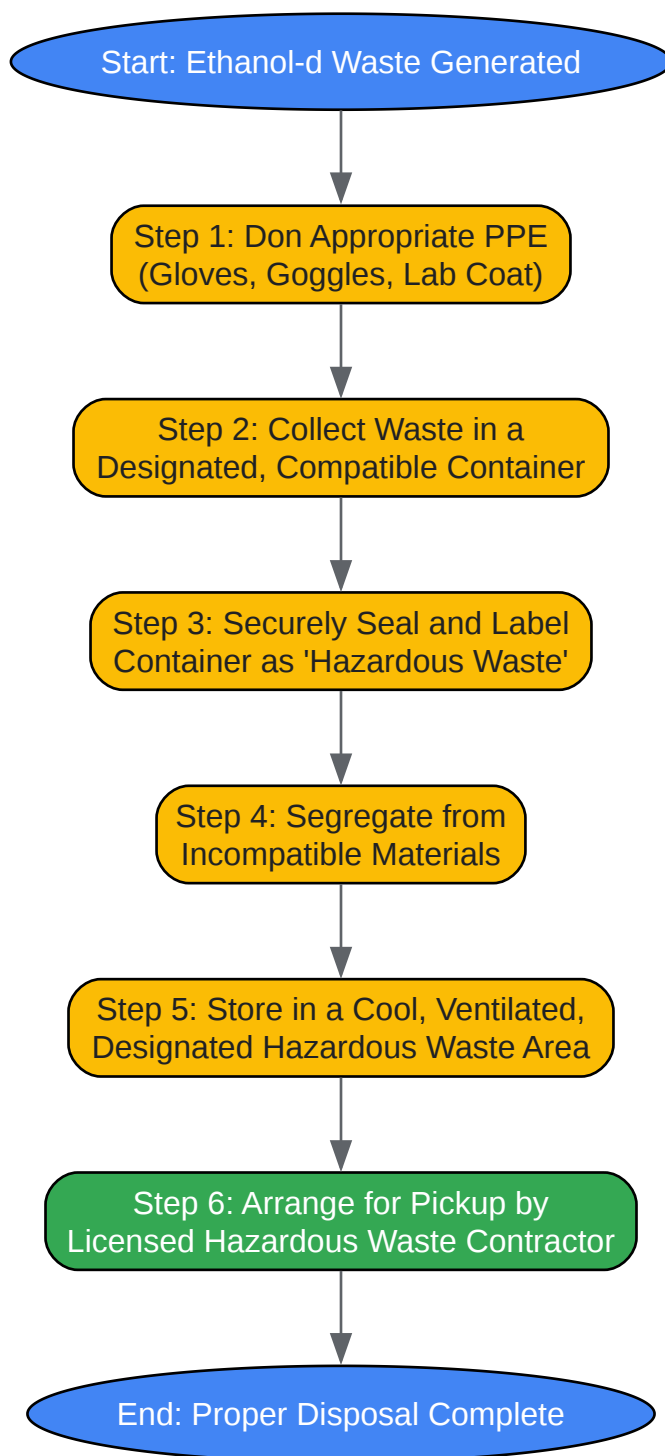 Start: Ethanol-d Waste Generated
Step 1: Don Appropriate PPE
(Gloves, Goggles, Lab Coat)
Step 2: Collect Waste in a
Designated, Compatible Container
Step 3: Securely Seal and Label
Container as 'Hazardous Waste'
Step 4: Segregate from
Incompatible Materials
Step 5: Store in a Cool, Ventilated,
Designated Hazardous Waste Area
Step 6: Arrange for Pickup by
Licensed Hazardous Waste Contractor
End: Proper Disposal Complete